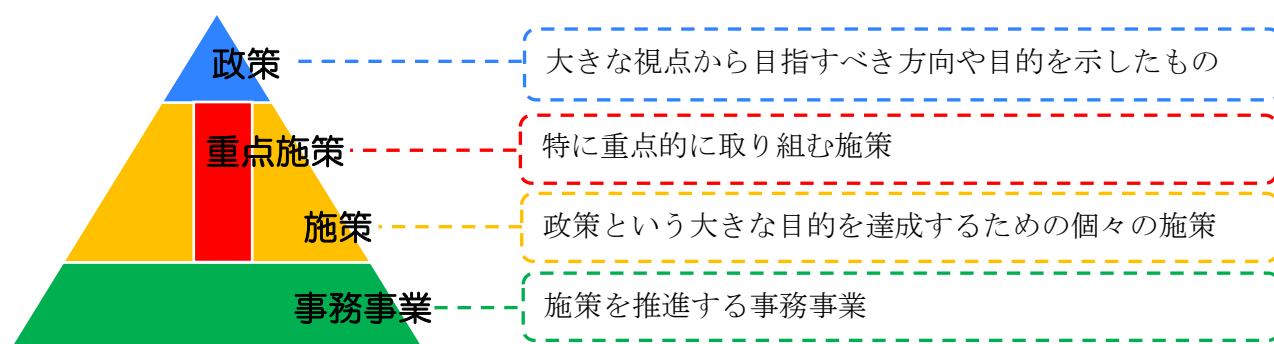 政策
大きな視点から目指すべき方向や目的を示したもの
重点施策
特に重点的に取り組む施策
施策
政策という大きな目的を達成するための個々の施策
事務事業
施策を推進する事務事業